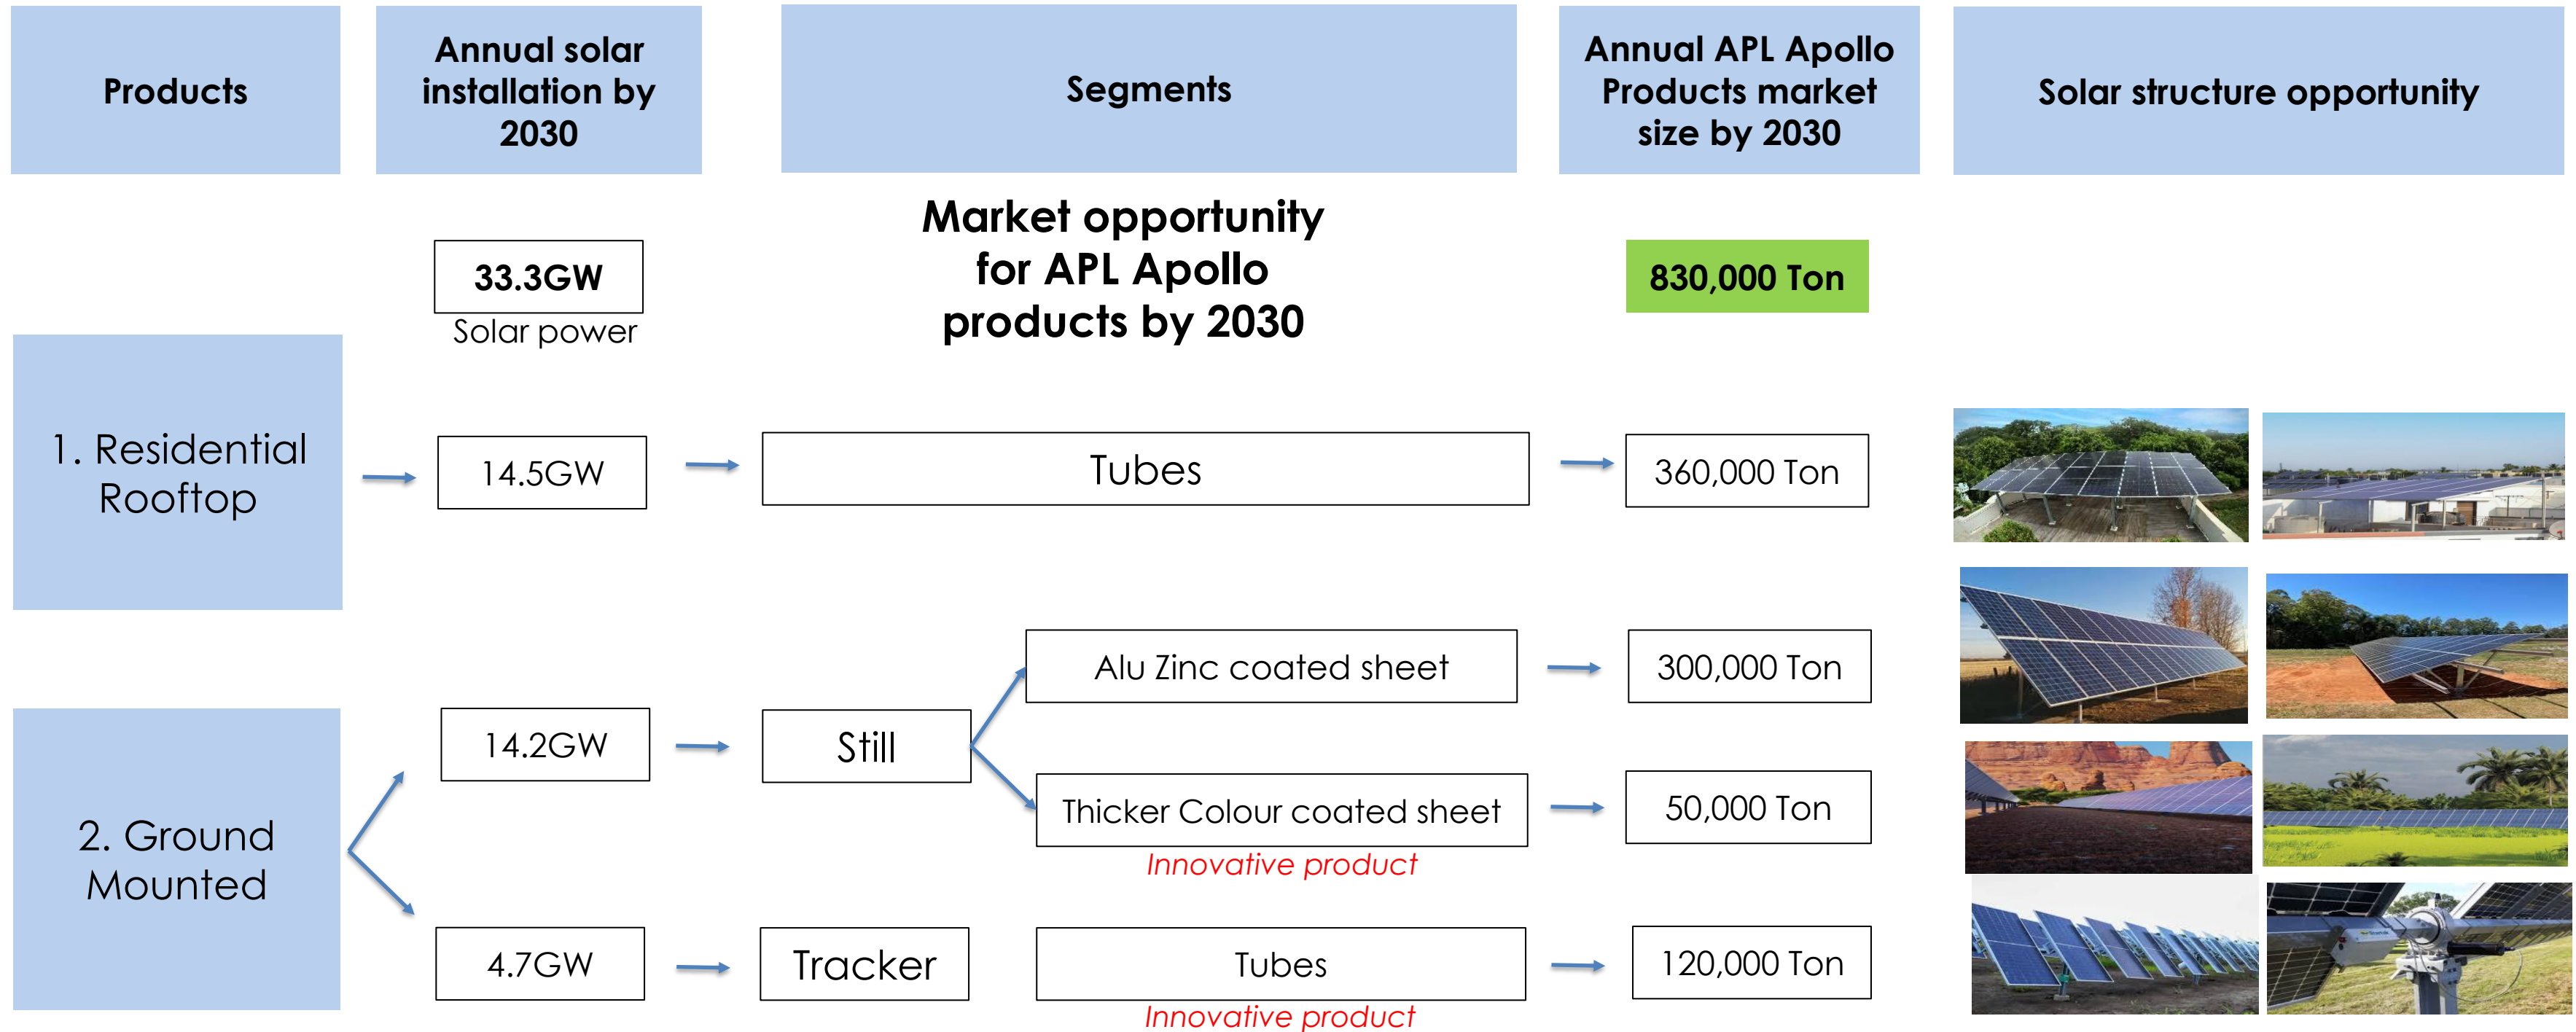 Products
Annual solar
installation by
2030
Segments
Annual APL Apollo
Products market
size by 2030
Solar structure opportunity
33.3GW
Solar power
Market opportunity
for APL Apollo
products by 2030
830,000 Ton
1. Residential
Rooftop
14.5GW
Tubes
360,000 Ton
2. Ground
Mounted
14.2GW
Still
Alu Zinc coated sheet
300,000 Ton
Thicker Colour coated sheet
Innovative product
50,000 Ton
4.7GW
Tracker
Tubes
Innovative product
120,000 Ton